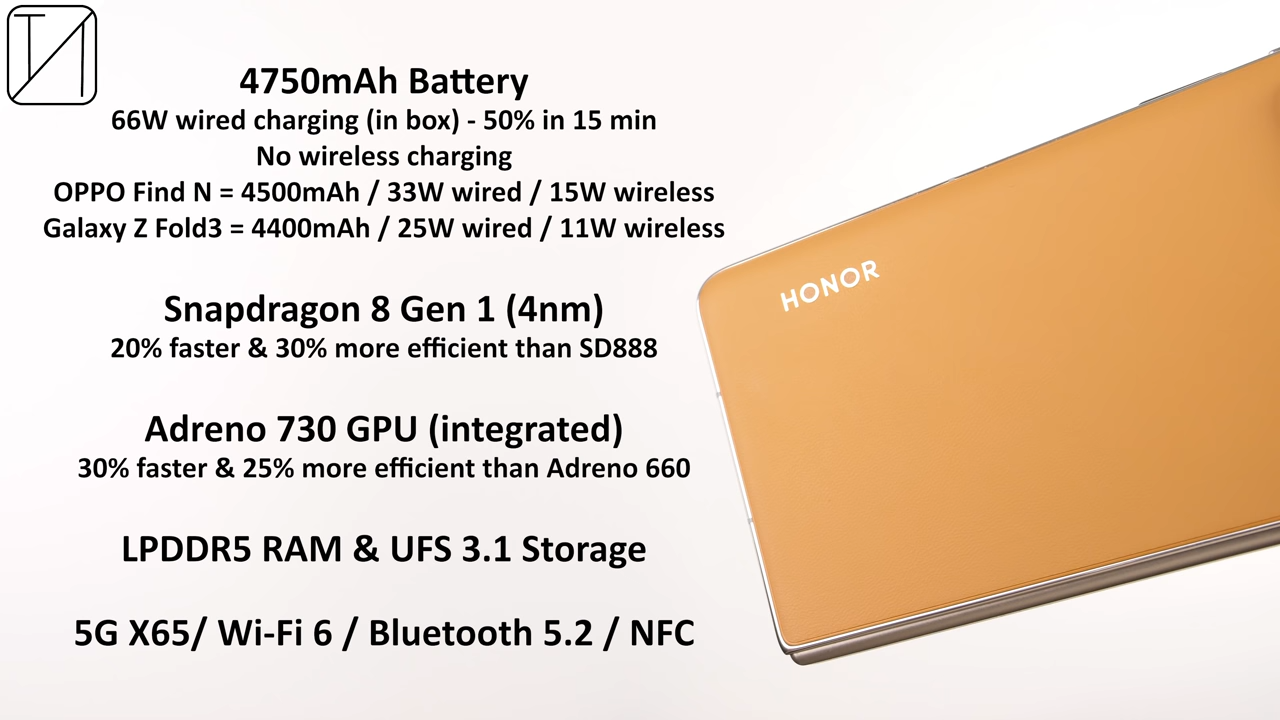 4750mAh Battery
66W wired charging (in box) - 50% in 15 min
No wireless charging
OPPO Find N = 4500mAh / 33W wired / 15W wireless
Galaxy Z Fold3 = 4400mAh / 25W wired / 11W wireless
Snapdragon 8 Gen 1 (4nm)
20% faster & 30% more efficient than SD888
Adreno 730 GPU (integrated)
30% faster & 25% more efficient than Adreno 660
LPDDR5 RAM & UFS 3.1 Storage
5G X65/ Wi-Fi 6 / Bluetooth 5.2 / NFC
HONOR